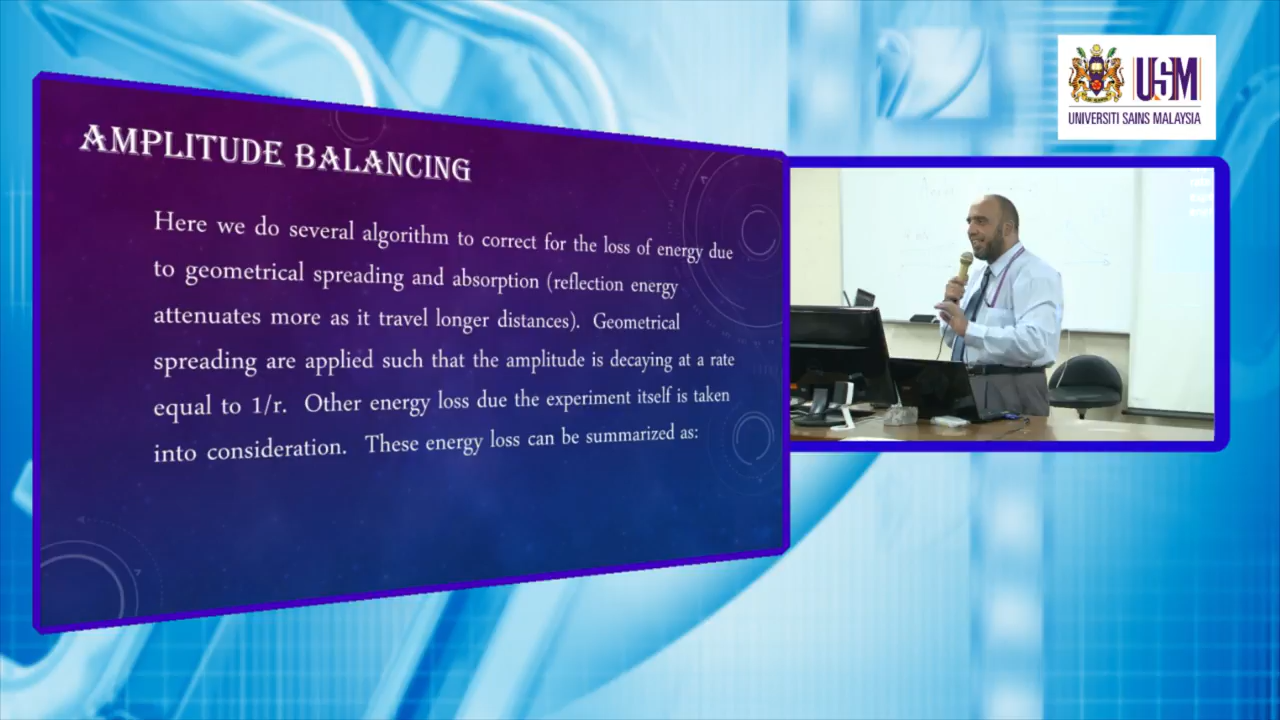 AMPLITUDE BALANCING
Here we do several algorithm to correct for the loss of energy due
to geometrical spreading and absorption (reflection energy
attenuates more as it travel longer distances). Geometrical
spreading are applied such that the amplitude is decaying at a rate
equal to 1/r. Other energy loss due the experiment itself is taken
into consideration. These energy loss can be summarized as:
USM
UNIVERSITI SAINS MALAYSIA